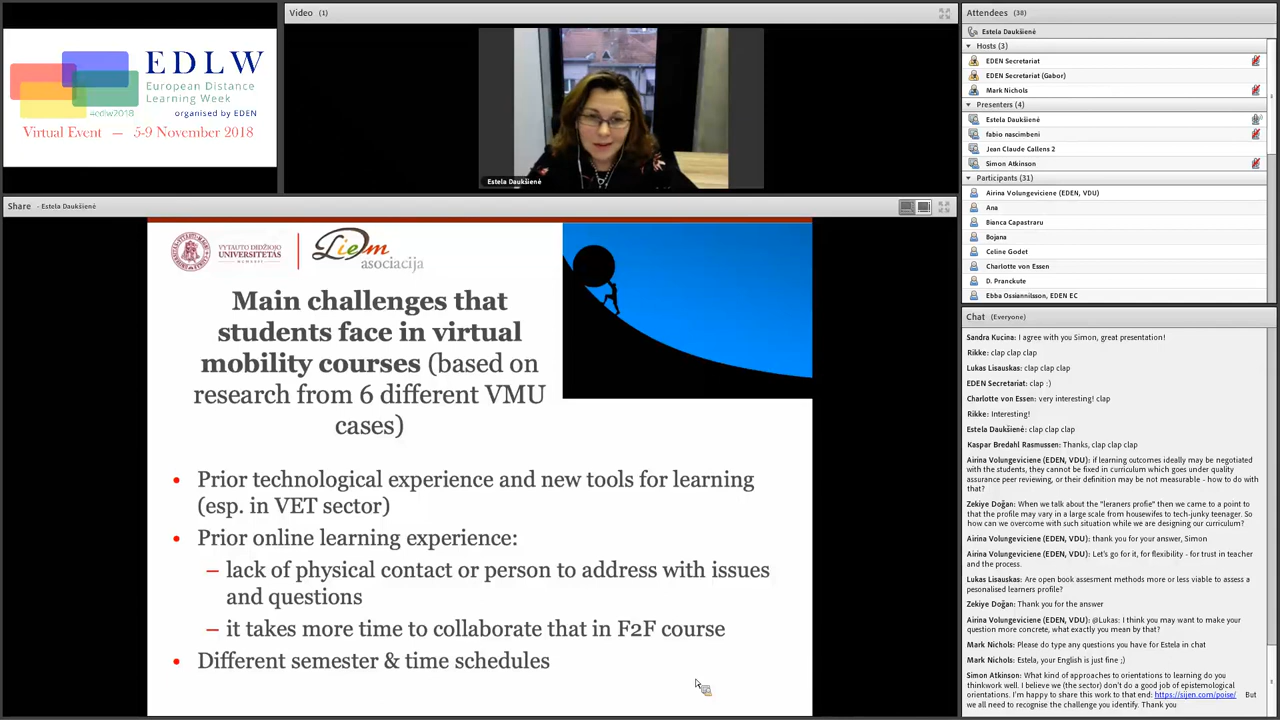 EDLW
European Distance
Learning Week
#edlw2018
organised by EDEN
Virtual Event — 5-9 November 2018
Video (1)
Estela Daukšienė
Share - Estela Daukšienė
VYTAUTO DIDŽIOJO
UNIVERSITETAS
MCMXXII
Liedm
asociacija
Main challenges that
students face in virtual
mobility courses (based on
research from 6 different VMU
cases)
• Prior technological experience and new tools for learning
(esp. in VET sector)
• Prior online learning experience:
– lack of physical contact or person to address with issues
and questions
– it takes more time to collaborate that in F2F course
• Different semester & time schedules
Attendees (38)
Estela Daukšienė
Hosts (3)
EDEN Secretariat
EDEN Secretariat (Gabor)
Mark Nichols
Presenters (4)
Estela Daukšienė
fabio nascimbeni
Jean Claude Callens 2
Simon Atkinson
Participants (31)
Airina Volungeviciene (EDEN, VDU)
Ana
Bianca Capastraru
Bojana
Celine Godet
Charlotte von Essen
D. Pranckute
Ebba Ossiannilsson, EDEN EC
Chat (Everyone)
Sandra Kucina: I agree with you Simon, great presentation!
Rikke: clap clap clap
Lukas Lisauskas: clap clap clap
EDEN Secretariat: clap :)
Charlotte von Essen: very interesting! clap
Rikke: Interesting!
Estela Daukšienė: clap clap clap
Kaspar Bredahl Rasmussen: Thanks, clap clap clap
Airina Volungeviciene (EDEN, VDU): if learning outcomes ideally may be negotiated
with the students, they cannot be fixed in curriculum which goes under quality
assurance peer reviewing, or their definition may not be measurable - how to do with
that?
Zekiye Doğan: When we talk about the "leraners profie" then we came to a point to
that the profile may vary in a large scale from housewifes to tech-junky teenager. So
how can we overcome with such situation while we are designing our curriculum?
Airina Volungeviciene (EDEN, VDU): thank you for your answer, Simon
Airina Volungeviciene (EDEN, VDU): Let's go for it, for flexibility - for trust in teacher
and the process.
Lukas Lisauskas: Are open book assesment methods more or less viable to assess a
pesonalised learners profile?
Zekiye Doğan: Thank you for the answer
Airina Volungeviciene (EDEN, VDU): @Lukas: I think you may want to make your
question more concrete, what exactly you mean by that?
Mark Nichols: Please do type any questions you have for Estela in chat
Mark Nichols: Estela, your English is just fine ;)
Simon Atkinson: What kind of approaches to orientations to learning do you
thinkwork well. I believe we (the sector) don't do a good job of epistemological
orientations. I'm happy to share this work to that end: https://sijen.com/poise/ But
we all need to recognise the challenge you identify. Thank you